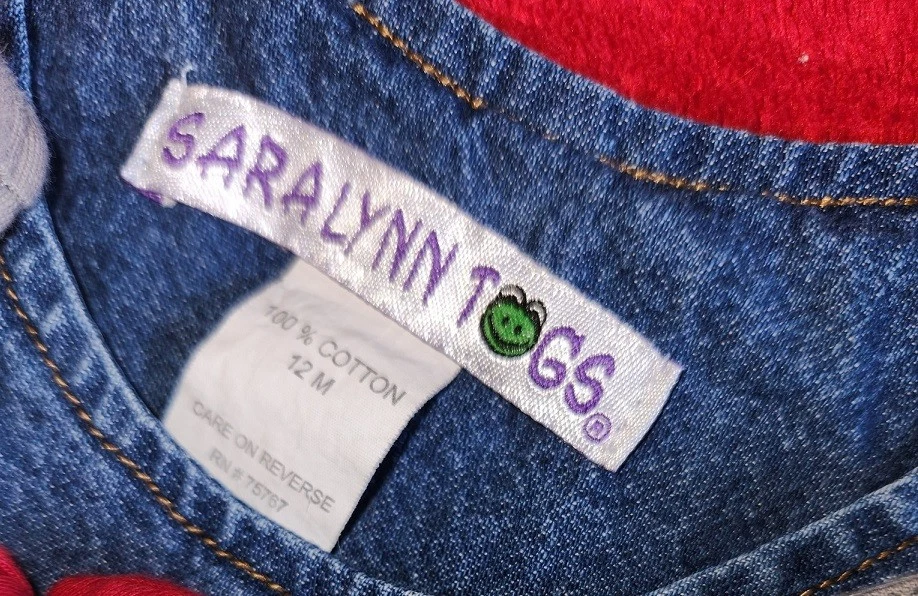 SARALYNN TOGS®
100 % COTTON
12 M
CARE ON REVERSE
RN # 75767